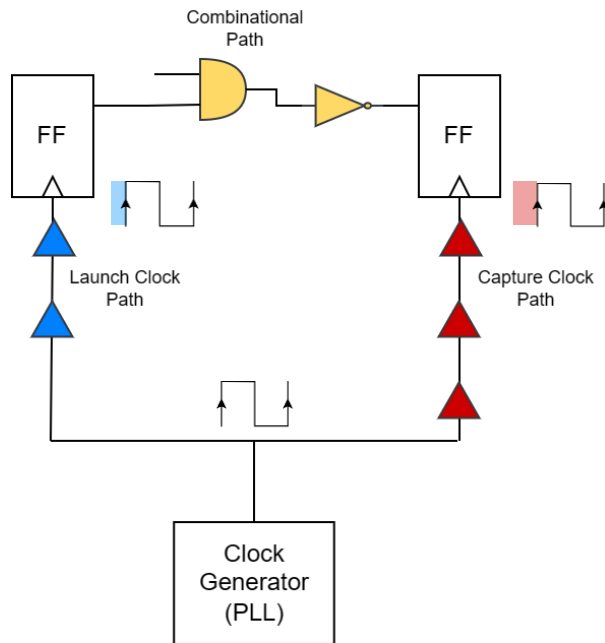 Combinational
Path
FF
FF
Launch Clock
Path
Capture Clock
Path
Clock
Generator
(PLL)